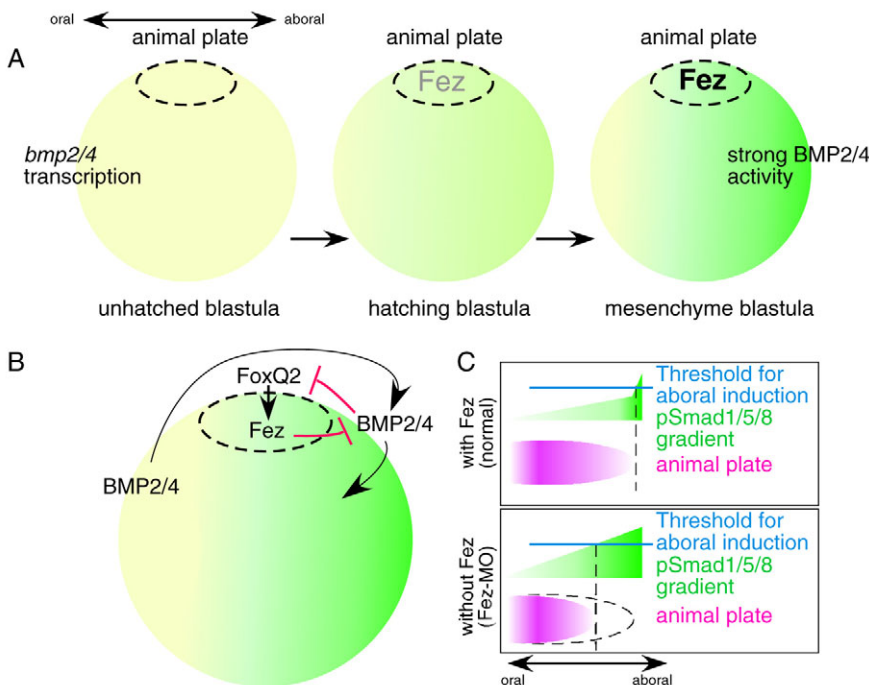 oral aboral
animal plate animal plate animal plate
A
Fez Fez
bmp2/4
transcription
strong BMP2/4
activity
unhatched blastula hatching blastula mesenchyme blastula
B
FoxQ2
Fez
BMP2/4
BMP2/4
C
with Fez
(normal)
Threshold for
aboral induction
pSmad1/5/8
gradient
animal plate
without Fez
(Fez-MO)
Threshold for
aboral induction
pSmad1/5/8
gradient
animal plate
oral aboral